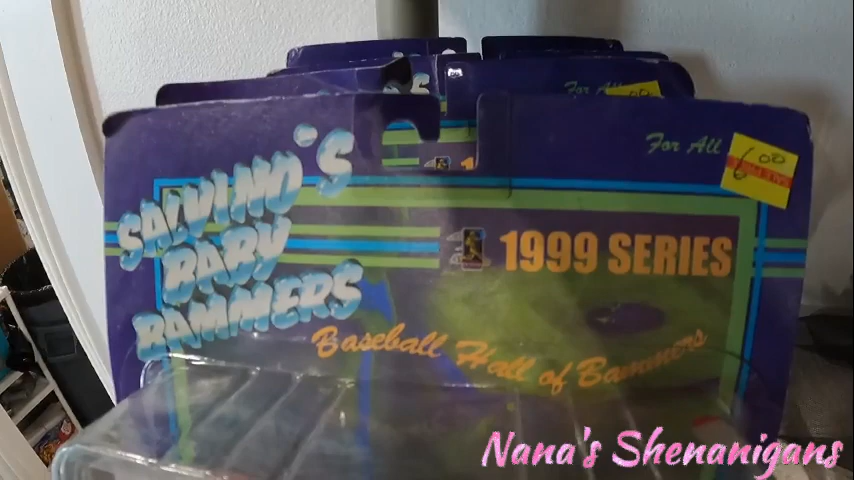 For All
6.00
SALVINO'S
BABY
BAMMERS
1999 SERIES
Baseball Hall of Bammers
Nana's Shenanigans